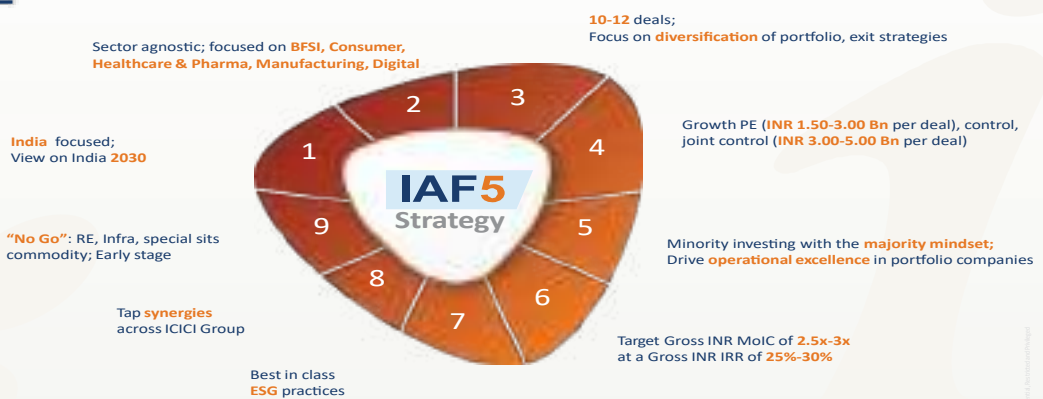 10-12 deals;
Focus on diversification of portfolio, exit strategies
Sector agnostic; focused on BFSI, Consumer,
Healthcare & Pharma, Manufacturing, Digital
India focused;
View on India 2030
Growth PE (INR 1.50-3.00 Bn per deal), control,
joint control (INR 3.00-5.00 Bn per deal)
1
2
3
4
5
6
7
8
9
IAF5
Strategy
"No Go": RE, Infra, special sits
commodity; Early stage
Minority investing with the majority mindset;
Drive operational excellence in portfolio companies
Tap synergies
across ICICI Group
Target Gross INR MoIC of 2.5x-3x
at a Gross INR IRR of 25%-30%
Best in class
ESG practices